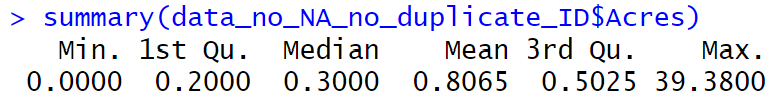 > summary(data_no_NA_no_duplicate_ID$Acres)
Min. 1st Qu. Median Mean 3rd Qu. Max.
0.0000 0.2000 0.3000 0.8065 0.5025 39.3800